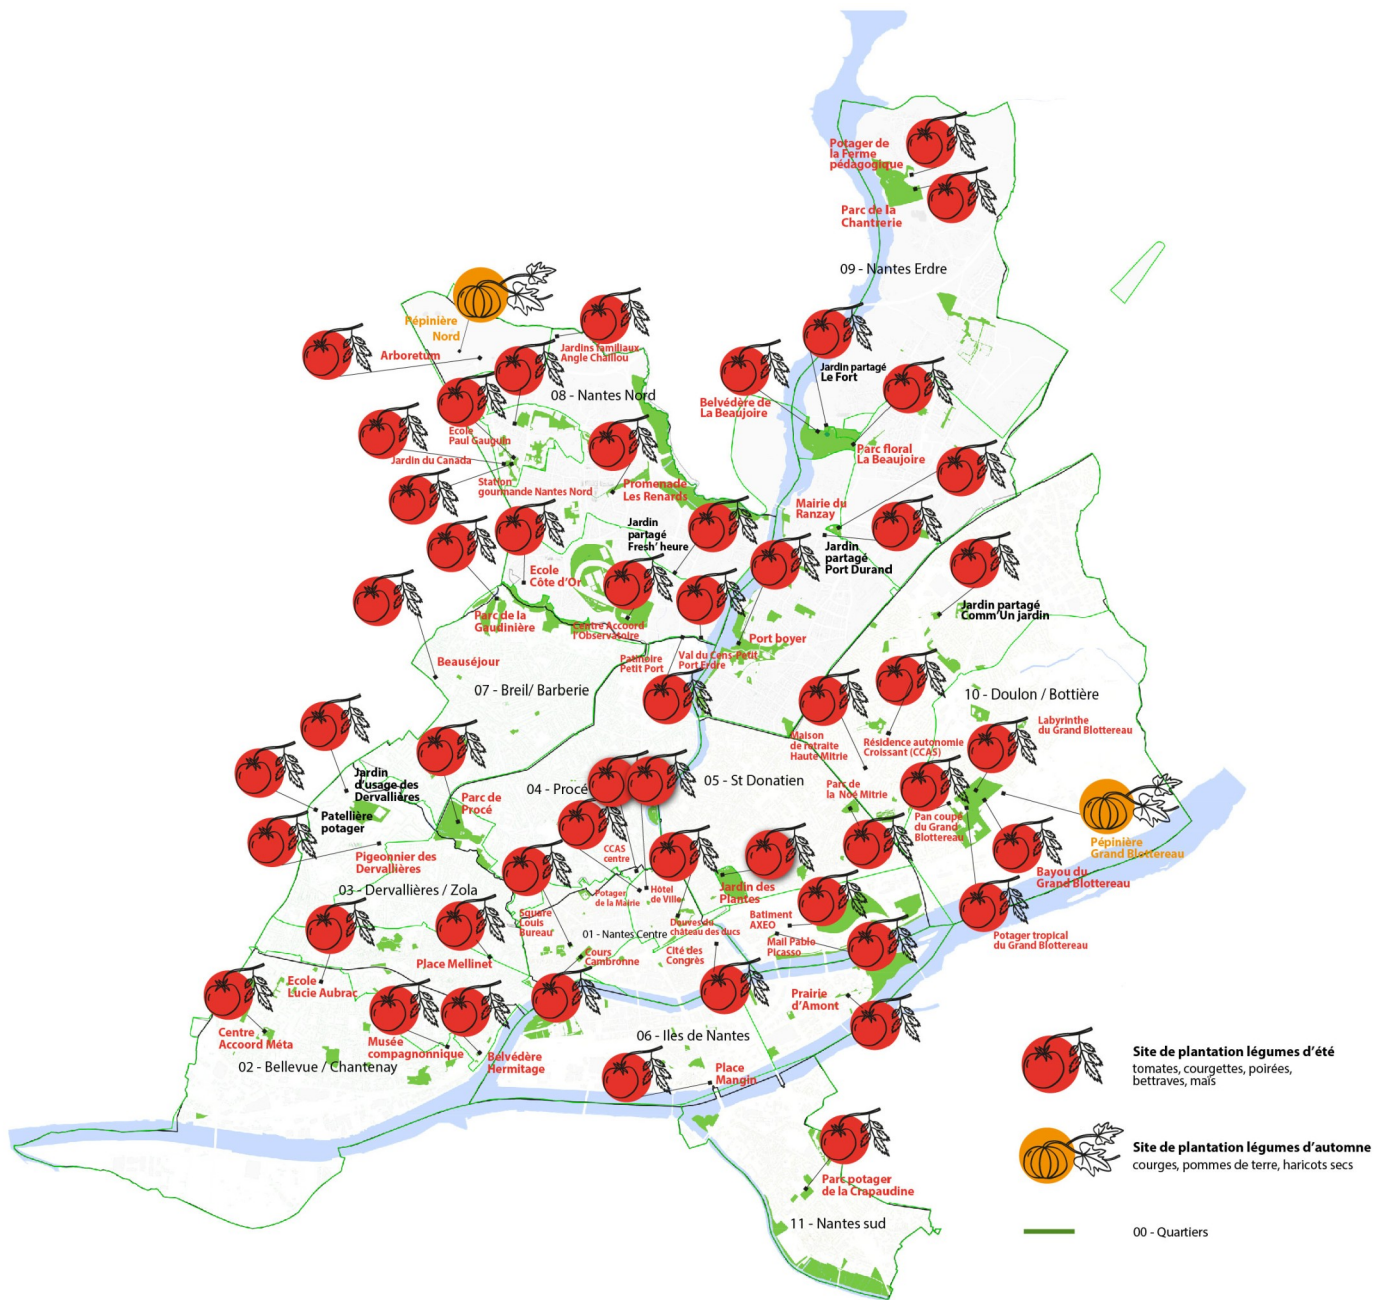 Potager de
la Ferme
pédagogique
Parc de la
Chantrerie
09 - Nantes Erdre
Pépinière
Nord
Arboretum
Jardins familiaux
Angle Chaillou
08 - Nantes Nord
Ecole
Paul Gauguin
Jardin du Canada
Station
gourmande Nantes Nord
Promenade
Les Renards
Jardin partagé
Le Fort
Belvédère de
La Beaujoire
Parc floral
La Beaujoire
Mairie du
Ranzay
Jardin
partagé
Port Durand
Jardin
partagé
Fresh' heure
Ecole
Côte d'Or
Parc de la
Gaudinière
Centre Accoord
l'Observatoire
Patinoire
Petit Port
Val du Cens-Petit
Port Erdre
Port boyer
Jardin partagé
Comm'Un jardin
Beauséjour
07 - Breil/ Barberie
10 - Doulon / Bottière
Labyrinthe
du Grand Blottereau
Maison
de retraite
Haute Mitrie
Résidence autonomie
Croissant (CCAS)
Parc de
la Noé Mitrie
Pan coupé
du Grand
Blottereau
Pépinière
Grand Blottereau
Bayou du
Grand Blottereau
Potager tropical
du Grand Blottereau
04 - Procé
05 - St Donatien
Jardin
d'usage des
Dervallières
Patellière
potager
Parc de
Procé
Pigeonnier des
Dervallières
03 - Dervallières / Zola
CCAS
centre
Potager
de la Mairie
Hôtel
de Ville
Jardin des
Plantes
Square
Louis
Bureau
01 - Nantes Centre
Douves du
château des ducs
Batiment
AXEO
Mail Pablo
Picasso
Cours
Cambronne
Cité des
Congrès
Place Mellinet
Ecole
Lucie Aubrac
Centre
Accoord Méta
Musée
compagnonnique
Belvédère
Hermitage
02 - Bellevue / Chantenay
Prairie
d'Amont
06 - Iles de Nantes
Place
Mangin
Parc potager
de la Crapaudine
11 - Nantes sud
Site de plantation légumes d'été
tomates, courgettes, poirées,
bettraves, maïs
Site de plantation légumes d'automne
courges, pommes de terre, haricots secs
00 - Quartiers